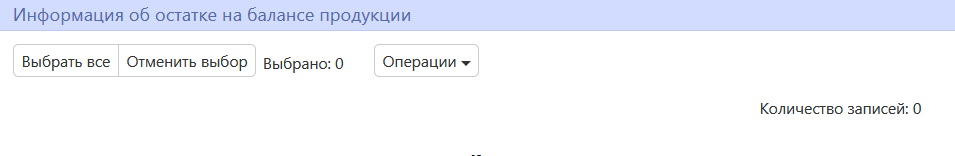 Информация об остатке на балансе продукции
Выбрать все Отменить выбор Выбрано: 0 Операции
Количество записей: 0